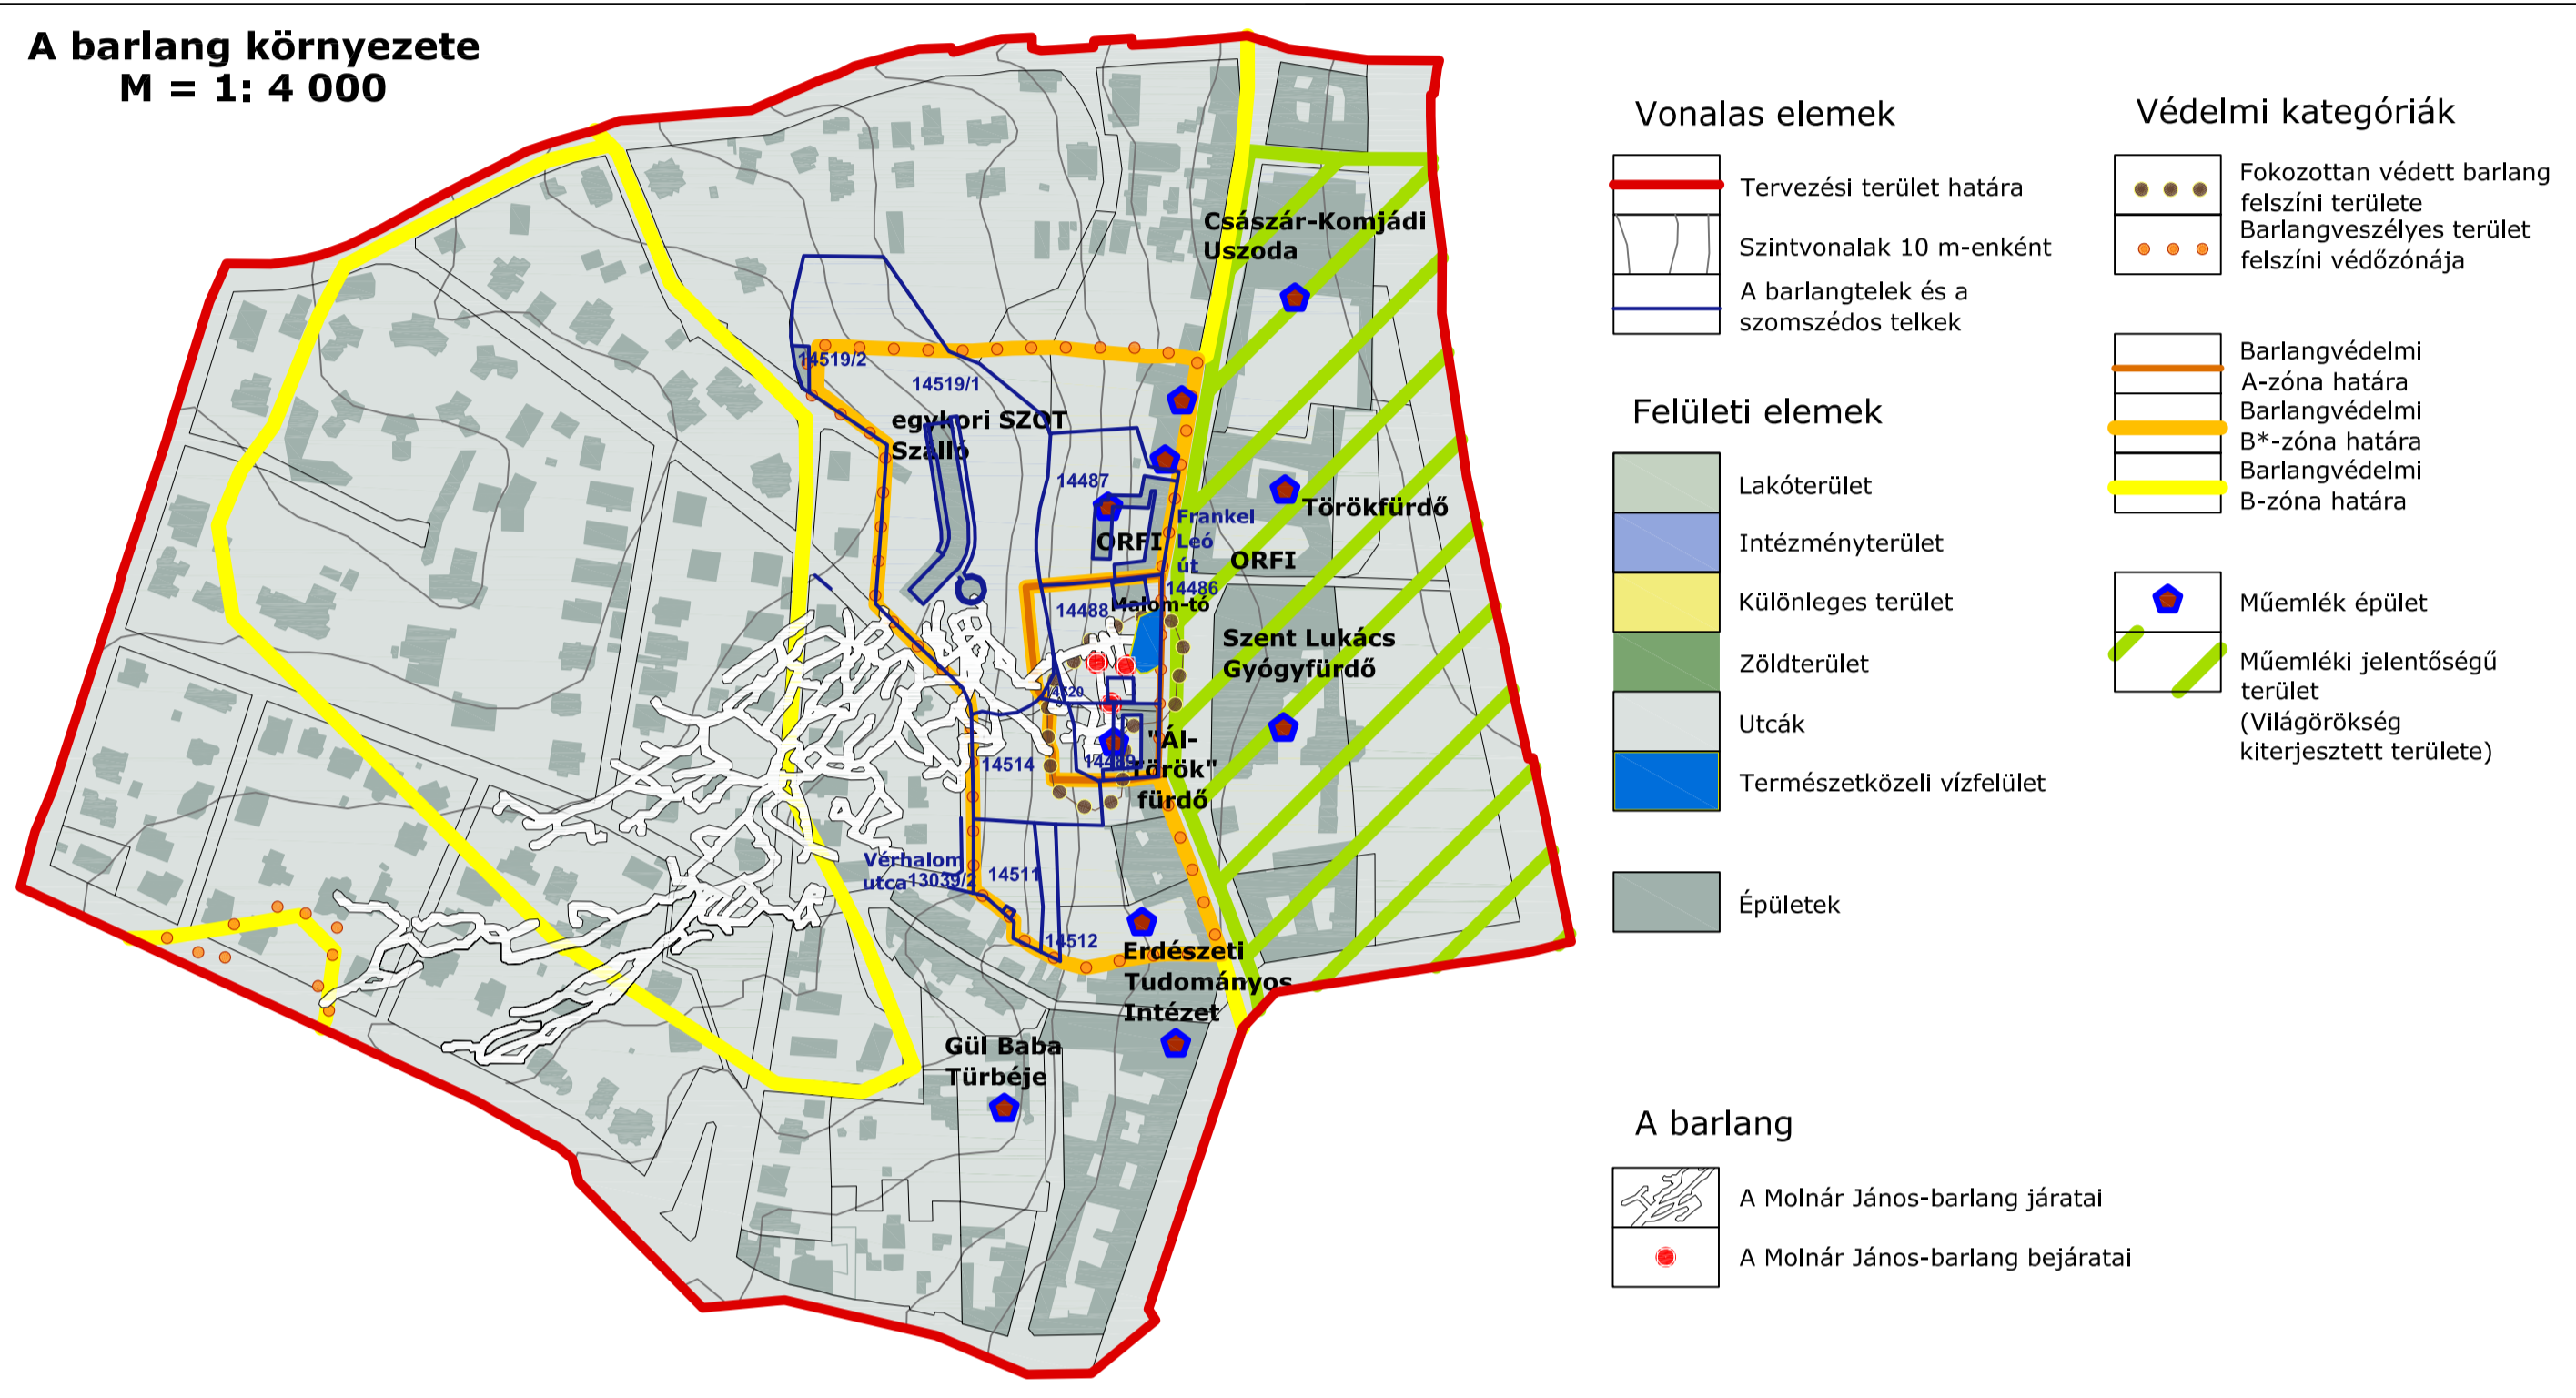 A barlang környezete
M = 1: 4 000
Császár-Komjádi
Uszoda
14519/2
14519/1
egykori SZOT
Szálló
14487
Törökfürdő
Frankel
Leó
út
ORFI
ORFI
14486
14488
Malom-tó
Szent Lukács
Gyógyfürdő
14520
"Ál-
török"
fürdő
14489
14514
Vérhalom
utca
13039/2
14511
14512
Erdészeti
Tudományos
Intézet
Gül Baba
Türbéje
Vonalas elemek
Tervezési terület határa
Szintvonalak 10 m-enként
A barlangtelek és a
szomszédos telkek
Felületi elemek
Lakóterület
Intézményterület
Különleges terület
Zöldterület
Utcák
Természetközeli vízfelület
Épületek
A barlang
A Molnár János-barlang járatai
A Molnár János-barlang bejáratai
Védelmi kategóriák
Fokozottan védett barlang
felszíni területe
Barlangveszélyes terület
felszíni védőzónája
Barlangvédelmi
A-zóna határa
Barlangvédelmi
B*-zóna határa
Barlangvédelmi
B-zóna határa
Műemlék épület
Műemléki jelentőségű
terület
(Világörökség
kiterjesztett területe)